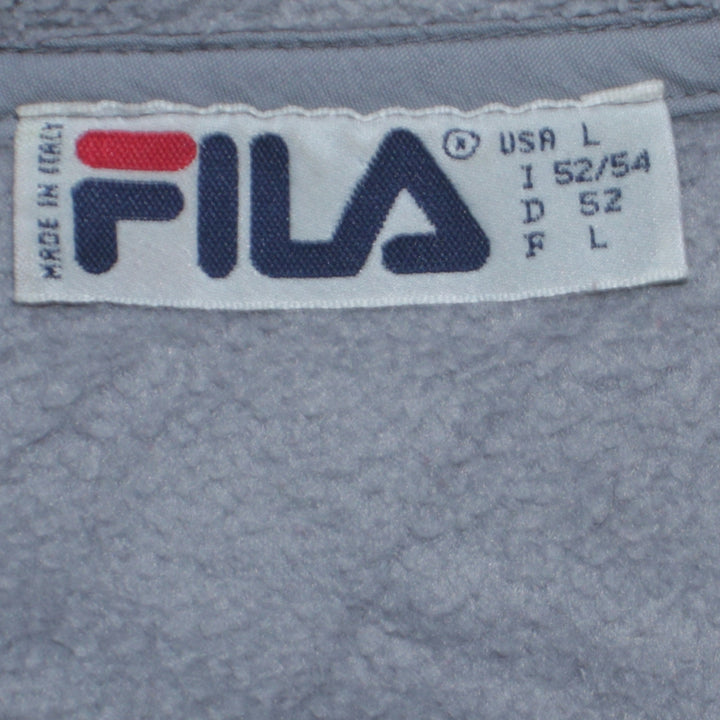 MADE IN ITALY
FILA ®
USA L
I 52/54
D 52
F L